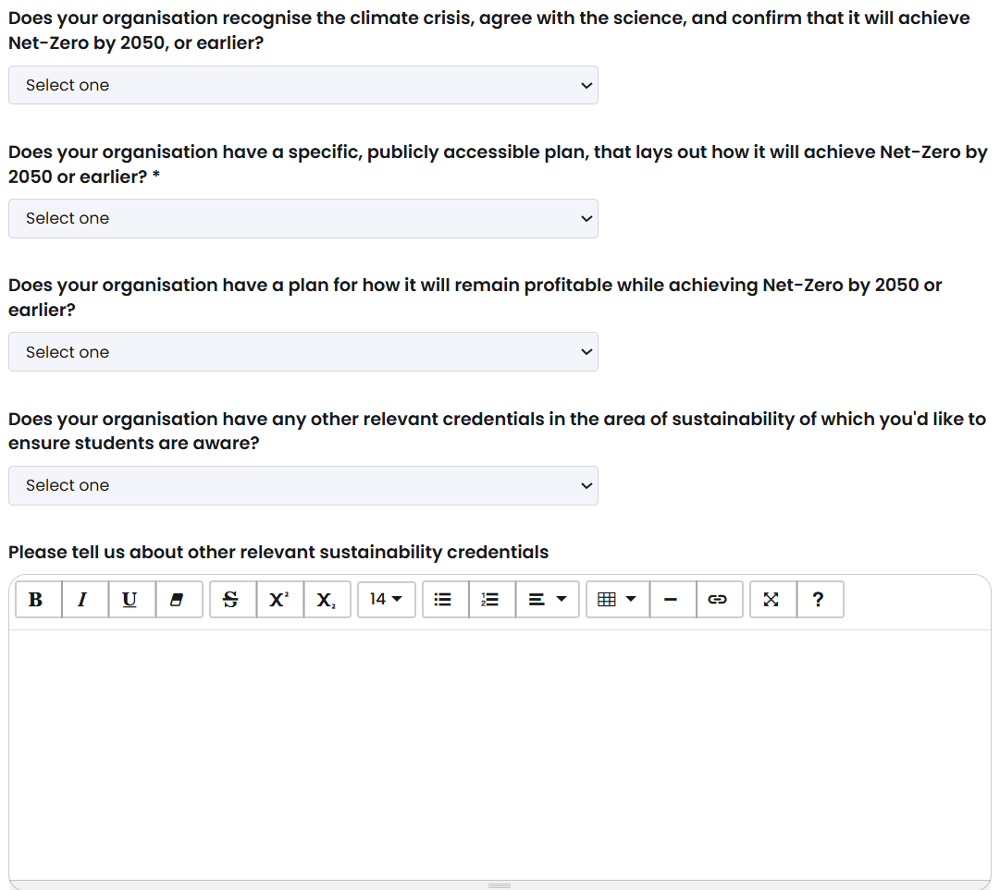 Does your organisation recognise the climate crisis, agree with the science, and confirm that it will achieve
Net-Zero by 2050, or earlier?
Select one
Does your organisation have a specific, publicly accessible plan, that lays out how it will achieve Net-Zero by
2050 or earlier? *
Select one
Does your organisation have a plan for how it will remain profitable while achieving Net-Zero by 2050 or
earlier?
Select one
Does your organisation have any other relevant credentials in the area of sustainability of which you'd like to
ensure students are aware?
Select one
Please tell us about other relevant sustainability credentials
B I U S X² X₂ 14 ?